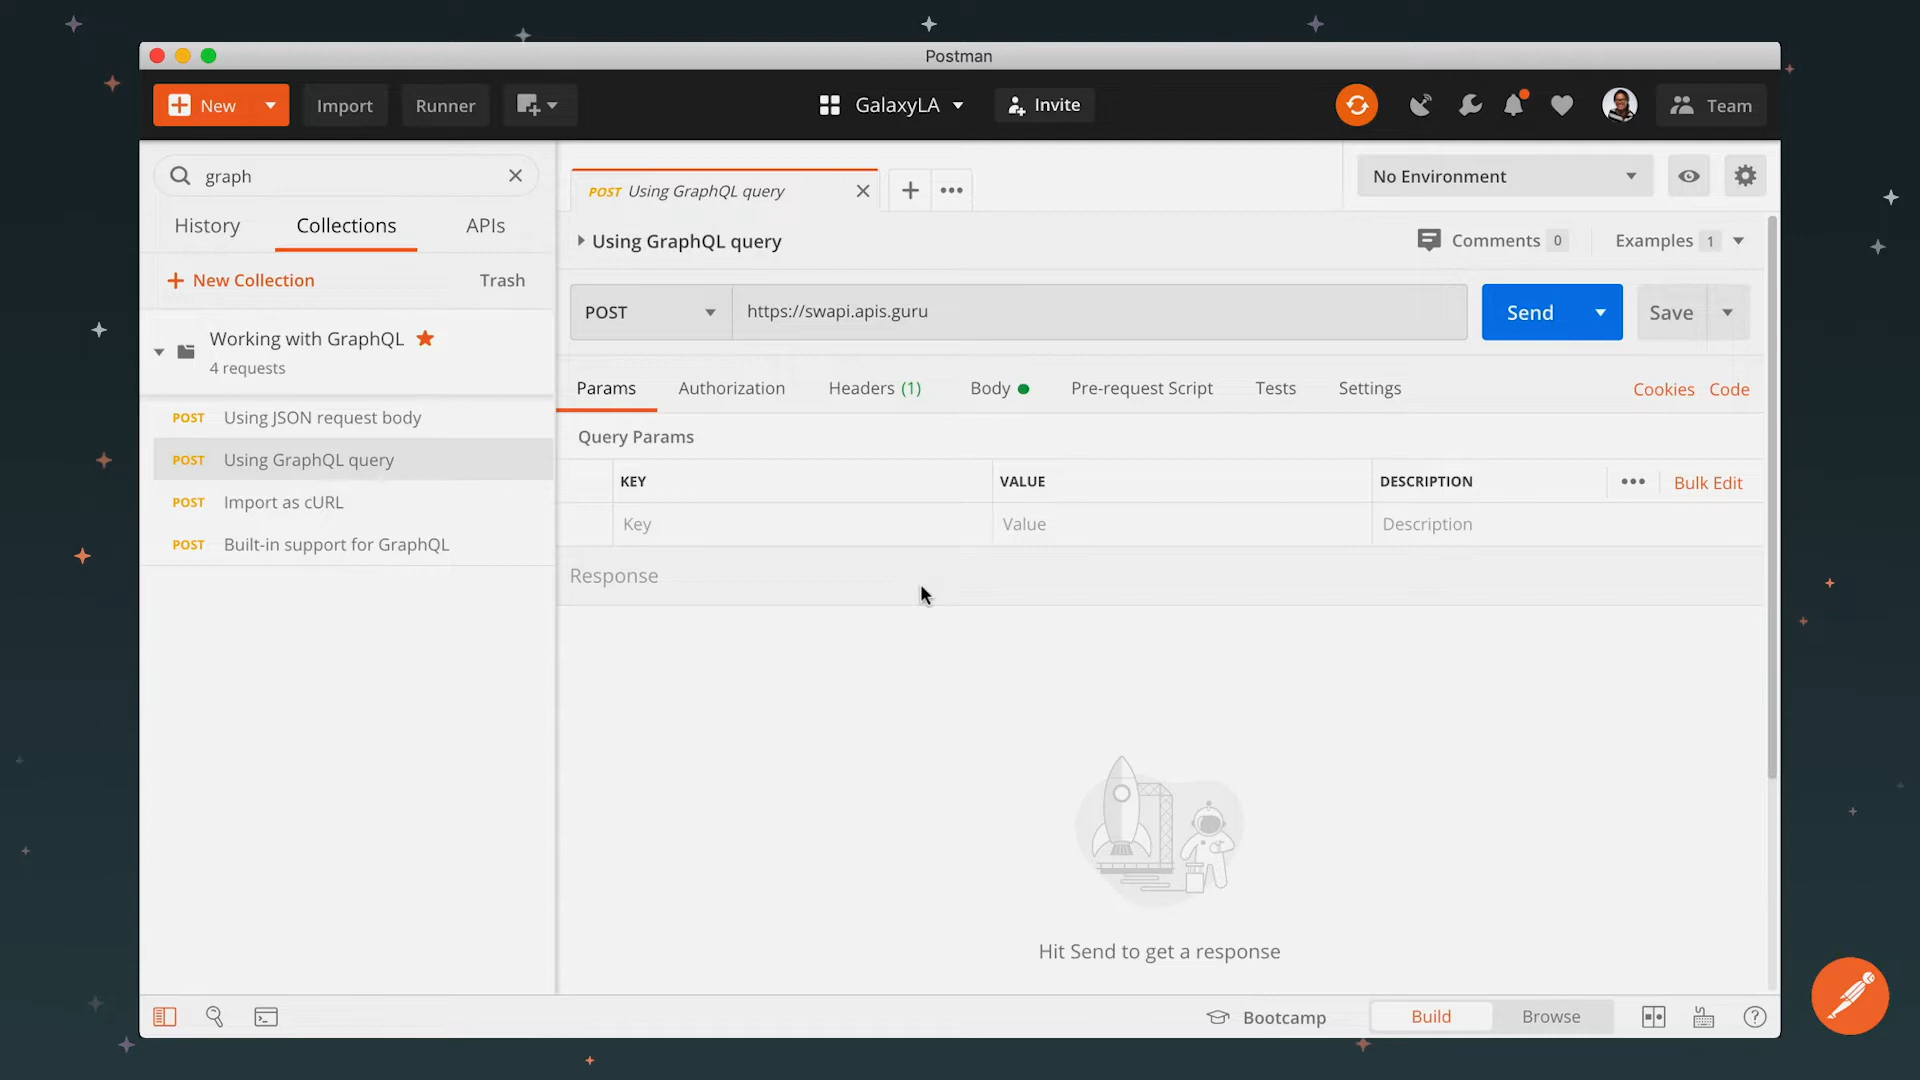 Postman
New
Import
Runner
GalaxyLA
Invite
Team
graph
POST Using GraphQL query
No Environment
History
Collections
APIs
Using GraphQL query
Comments 0
Examples 1
New Collection
Trash
POST
https://swapi.apis.guru
Send
Save
Working with GraphQL
4 requests
Params
Authorization
Headers (1)
Body
Pre-request Script
Tests
Settings
Cookies
Code
POST Using JSON request body
POST Using GraphQL query
POST Import as cURL
POST Built-in support for GraphQL
Query Params
KEY
VALUE
DESCRIPTION
Bulk Edit
Key
Value
Description
Response
Hit Send to get a response
Bootcamp
Build
Browse